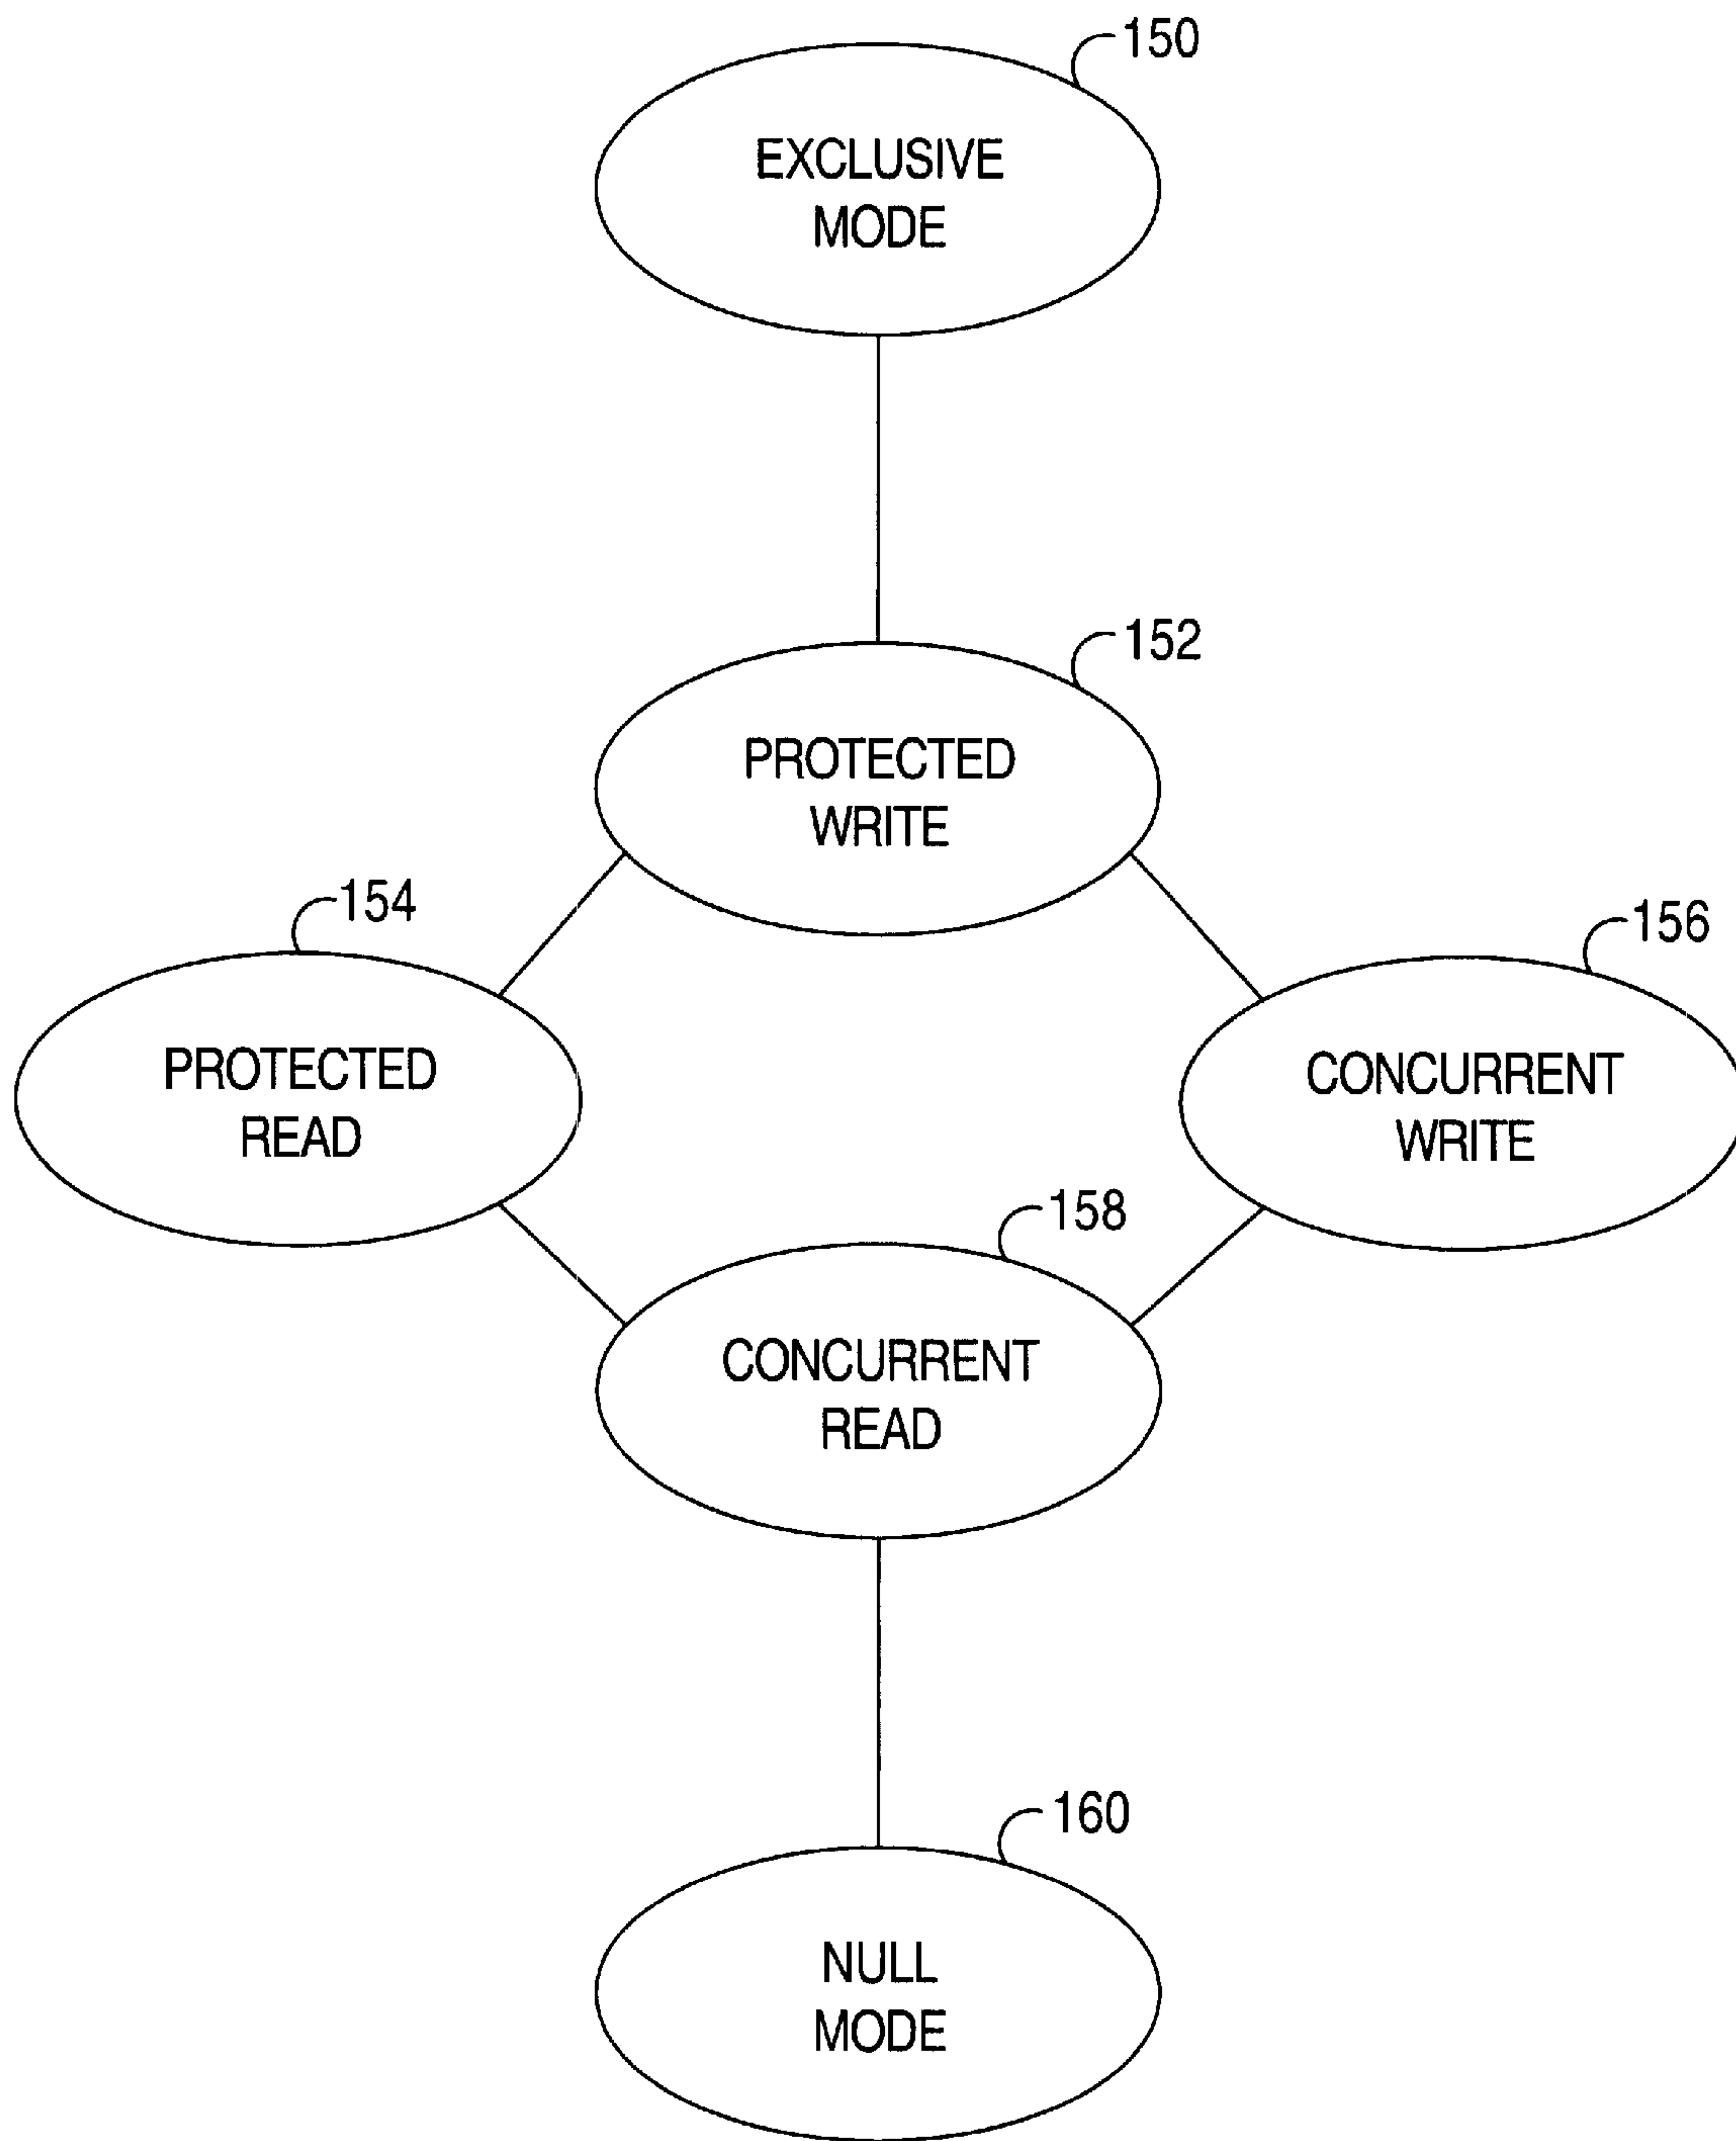 150
EXCLUSIVE
MODE
152
PROTECTED
WRITE
154
PROTECTED
READ
156
CONCURRENT
WRITE
158
CONCURRENT
READ
160
NULL
MODE